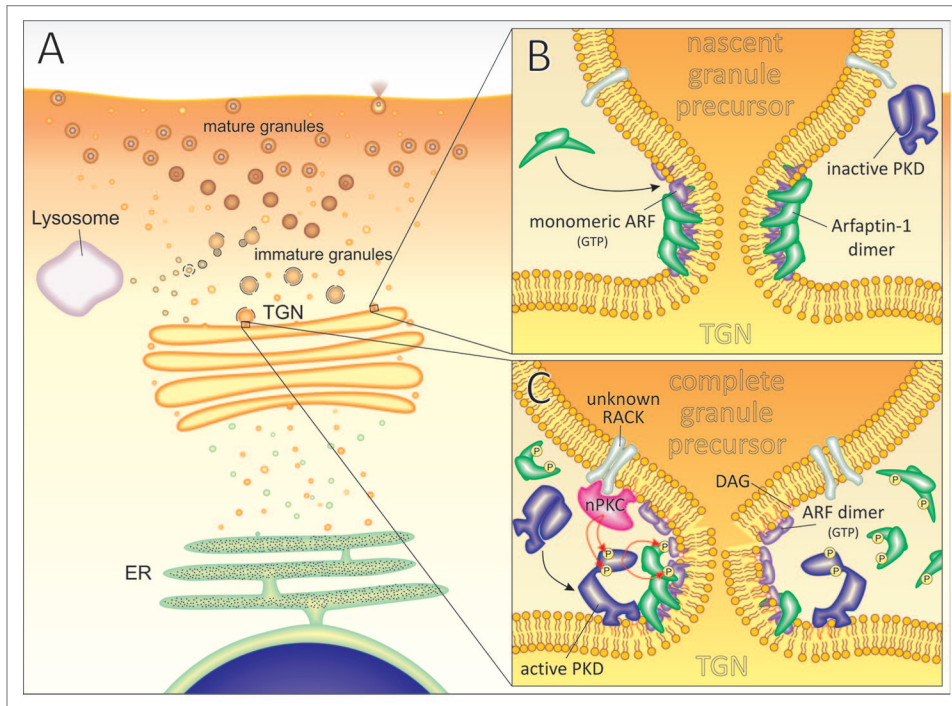 A
mature granules
Lysosome
immature granules
TGN
ER
B
nascent
granule
precursor
inactive PKD
monomeric ARF
(GTP)
Arfaptin-1
dimer
TGN
C
complete
granule
precursor
unknown
RACK
P
P
nPKC
DAG
ARF dimer
(GTP)
P
P
P
P
P
P
P
P
P
P
P
active PKD
TGN